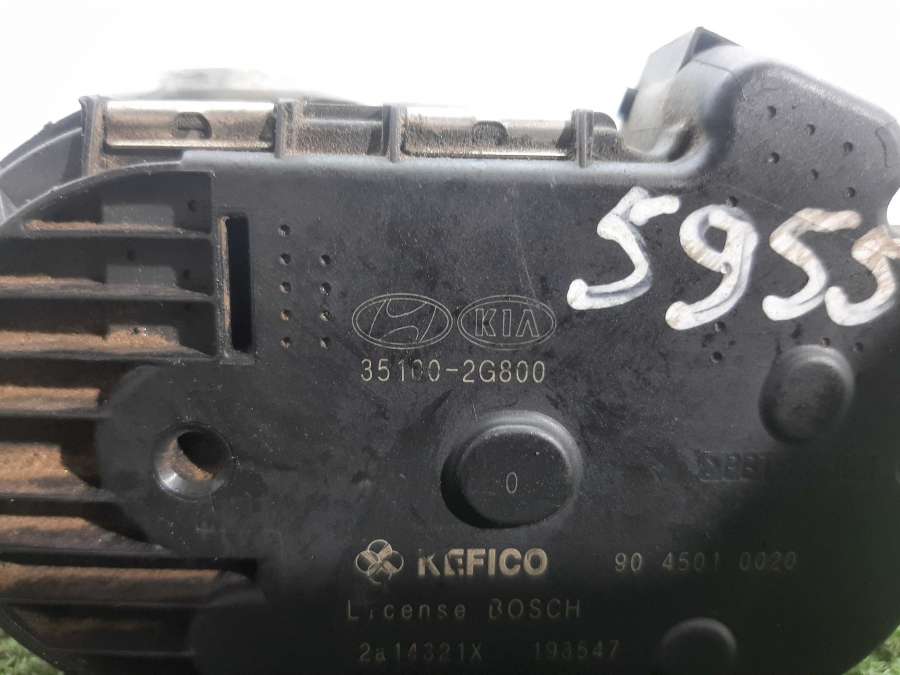 5955
KIA
35100-2G800
0
KEFICO 90 4501 0020
License BOSCH
2a14321X 193547